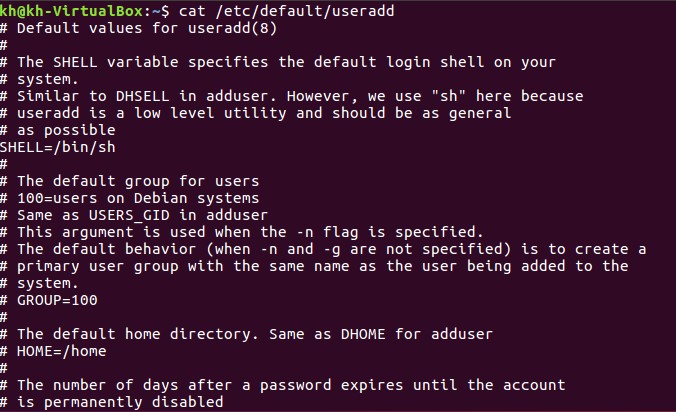 kh@kh-VirtualBox:~$ cat /etc/default/useradd
# Default values for useradd(8)
#
# The SHELL variable specifies the default login shell on your
# system.
# Similar to DHSELL in adduser. However, we use "sh" here because
# useradd is a low level utility and should be as general
# as possible
SHELL=/bin/sh
#
# The default group for users
# 100=users on Debian systems
# Same as USERS_GID in adduser
# This argument is used when the -n flag is specified.
# The default behavior (when -n and -g are not specified) is to create a
# primary user group with the same name as the user being added to the
# system.
# GROUP=100
#
# The default home directory. Same as DHOME for adduser
# HOME=/home
#
# The number of days after a password expires until the account
# is permanently disabled